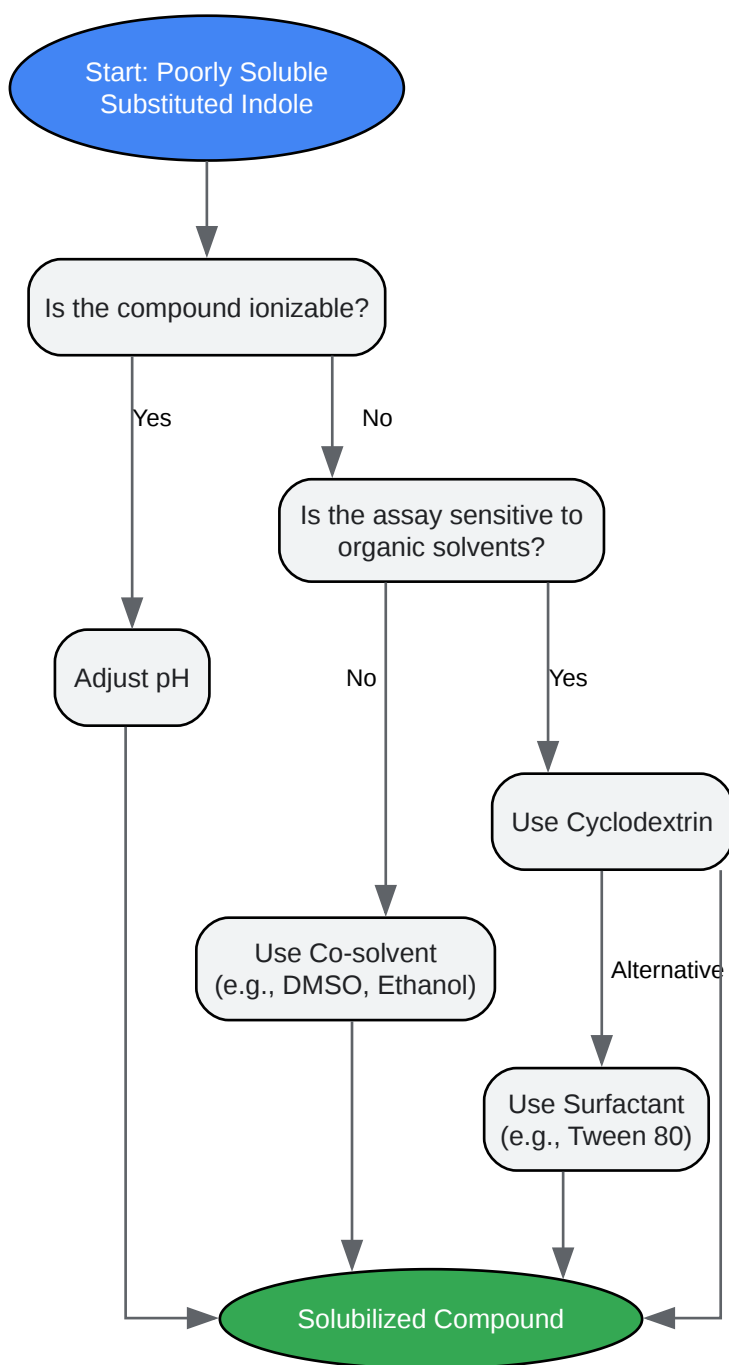 Start: Poorly Soluble
Substituted Indole
Is the compound ionizable?
Yes
No
Is the assay sensitive to
organic solvents?
Adjust pH
No
Yes
Use Cyclodextrin
Use Co-solvent
(e.g., DMSO, Ethanol)
Alternative
Use Surfactant
(e.g., Tween 80)
Solubilized Compound